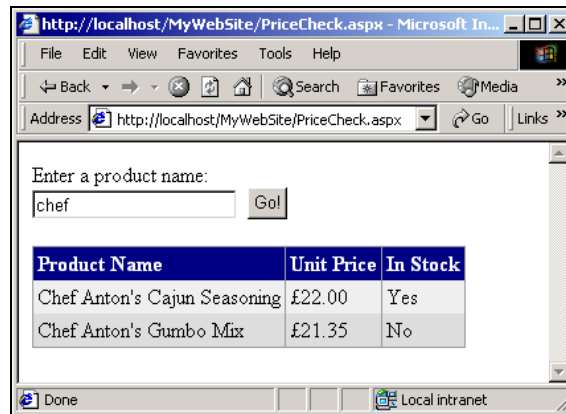 http://localhost/MyWebSite/PriceCheck.aspx - Microsoft In...
File Edit View Favorites Tools Help
Back Search Favorites Media »
Address http://localhost/MyWebSite/PriceCheck.aspx Go Links »
Enter a product name:
chef Go!
Product Name Unit Price In Stock
Chef Anton's Cajun Seasoning £22.00 Yes
Chef Anton's Gumbo Mix £21.35 No
Done Local intranet